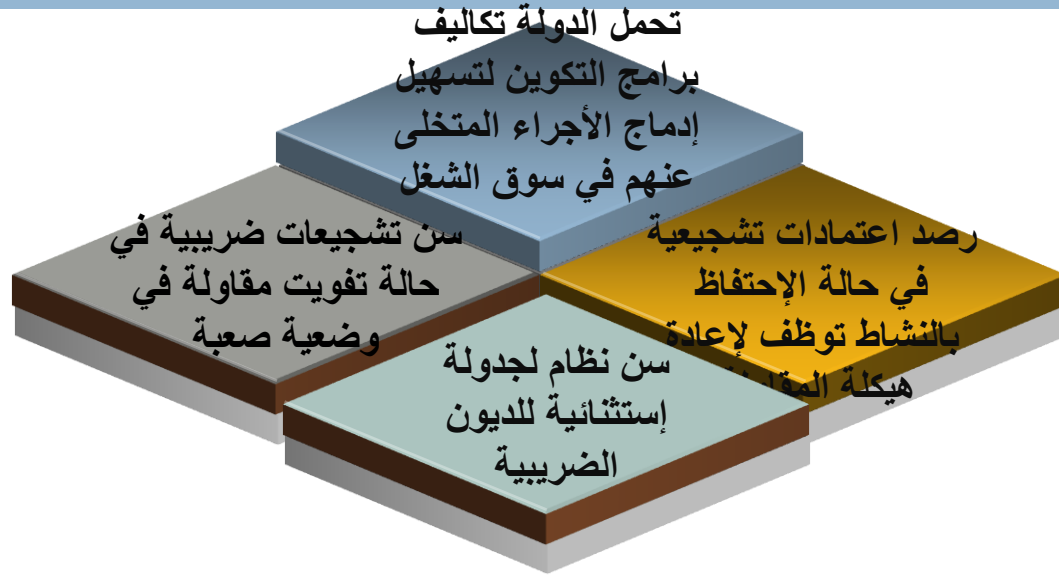 تحمل الدولة تكاليف
برامج التكوين لتسهيل
إدماج الأجراء المتخلى
عنهم في سوق الشغل
رصد اعتمادات تشجيعية
في حالة الإحتفاظ
بالنشاط توظف لإعادة
هيكلة
سن تشجيعات ضريبية في
حالة تفويت مقاولة في
وضعية صعبة
سن نظام لجدولة
إستثنائية للديون
الضريبية